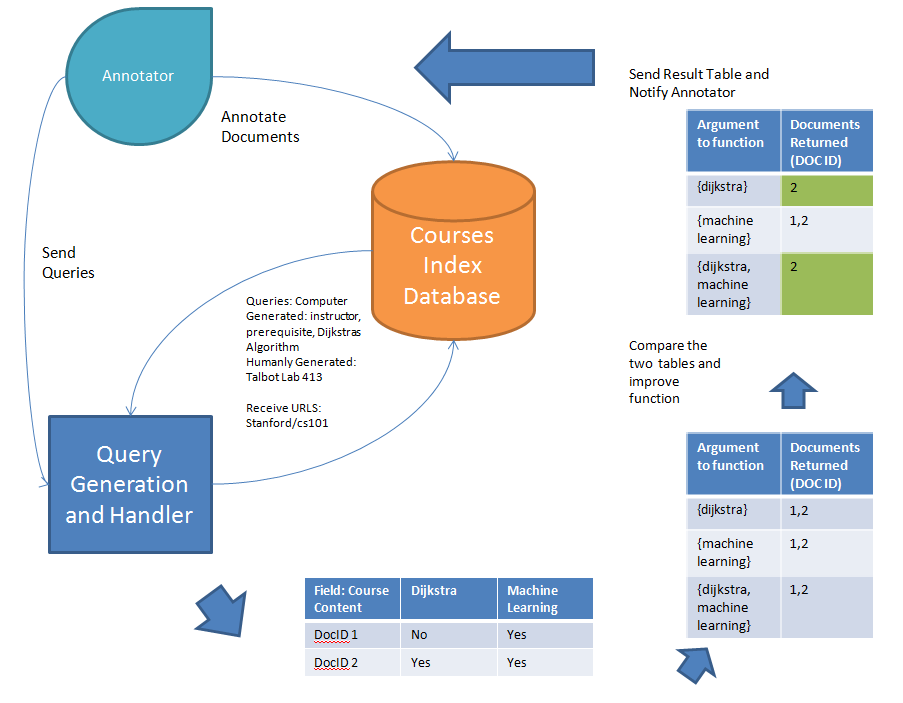 Annotator
Annotate
Documents
Send
Queries
Courses
Index
Database
Queries: Computer
Generated: instructor,
prerequisite, Dijkstras
Algorithm
Humanly Generated:
Talbot Lab 413
Receive URLS:
Stanford/cs101
Query
Generation
and Handler
Field: Course
Content
Dijkstra
Machine
Learning
DocID 1
No
Yes
DocID 2
Yes
Yes
Send Result Table and
Notify Annotator
Argument
to function
Documents
Returned
(DOC ID)
{dijkstra}
2
{machine
learning}
1,2
{dijkstra,
machine
learning}
2
Compare the
two tables and
improve
function
Argument
to function
Documents
Returned
(DOC ID)
{dijkstra}
1,2
{machine
learning}
1,2
{dijkstra,
machine
learning}
1,2